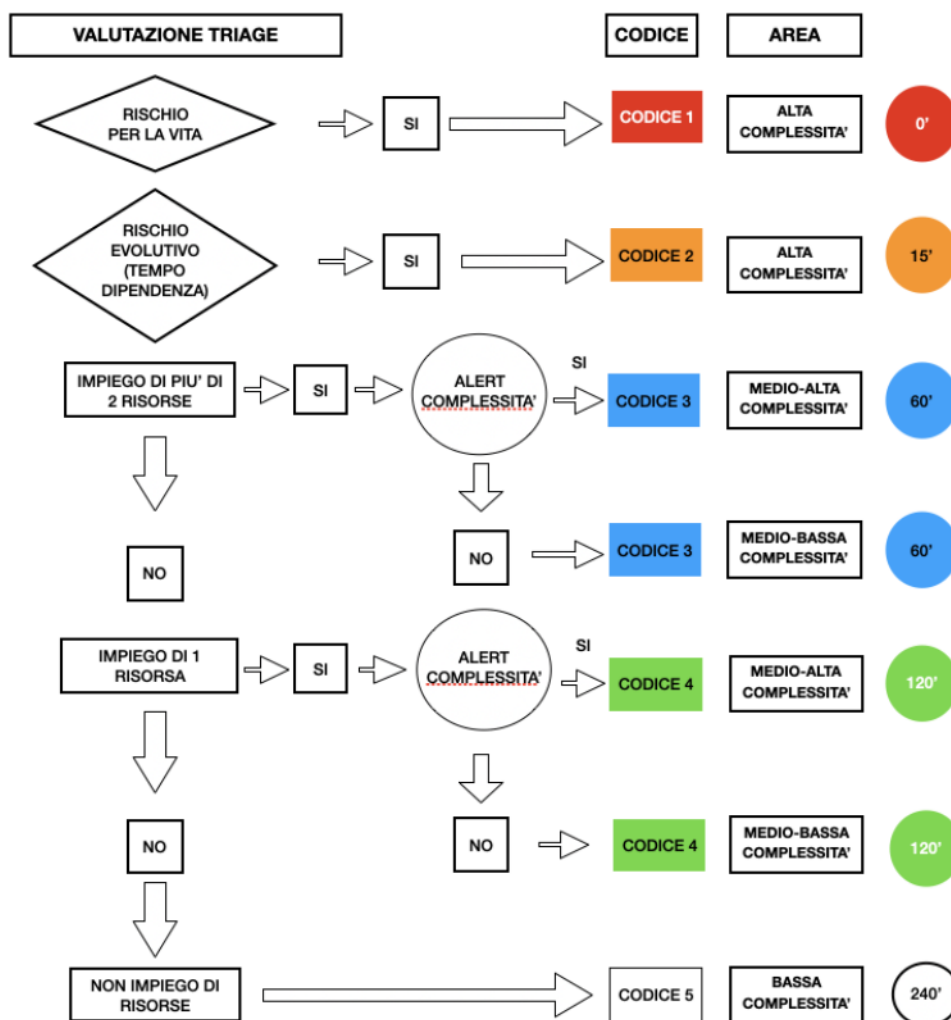 VALUTAZIONE TRIAGE
CODICE
AREA
RISCHIO
PER LA VITA
SI
CODICE 1
ALTA
COMPLESSITA'
0'
RISCHIO
EVOLUTIVO
(TEMPO
DIPENDENZA)
SI
CODICE 2
ALTA
COMPLESSITA'
15'
IMPIEGO DI PIU' DI
2 RISORSE
SI
ALERT
COMPLESSITA'
SI
CODICE 3
MEDIO-ALTA
COMPLESSITA'
60'
NO
NO
CODICE 3
MEDIO-BASSA
COMPLESSITA'
60'
IMPIEGO DI 1
RISORSA
SI
ALERT
COMPLESSITA'
SI
CODICE 4
MEDIO-ALTA
COMPLESSITA'
120'
NO
NO
CODICE 4
MEDIO-BASSA
COMPLESSITA'
120'
NON IMPIEGO DI
RISORSE
CODICE 5
BASSA
COMPLESSITA'
240'